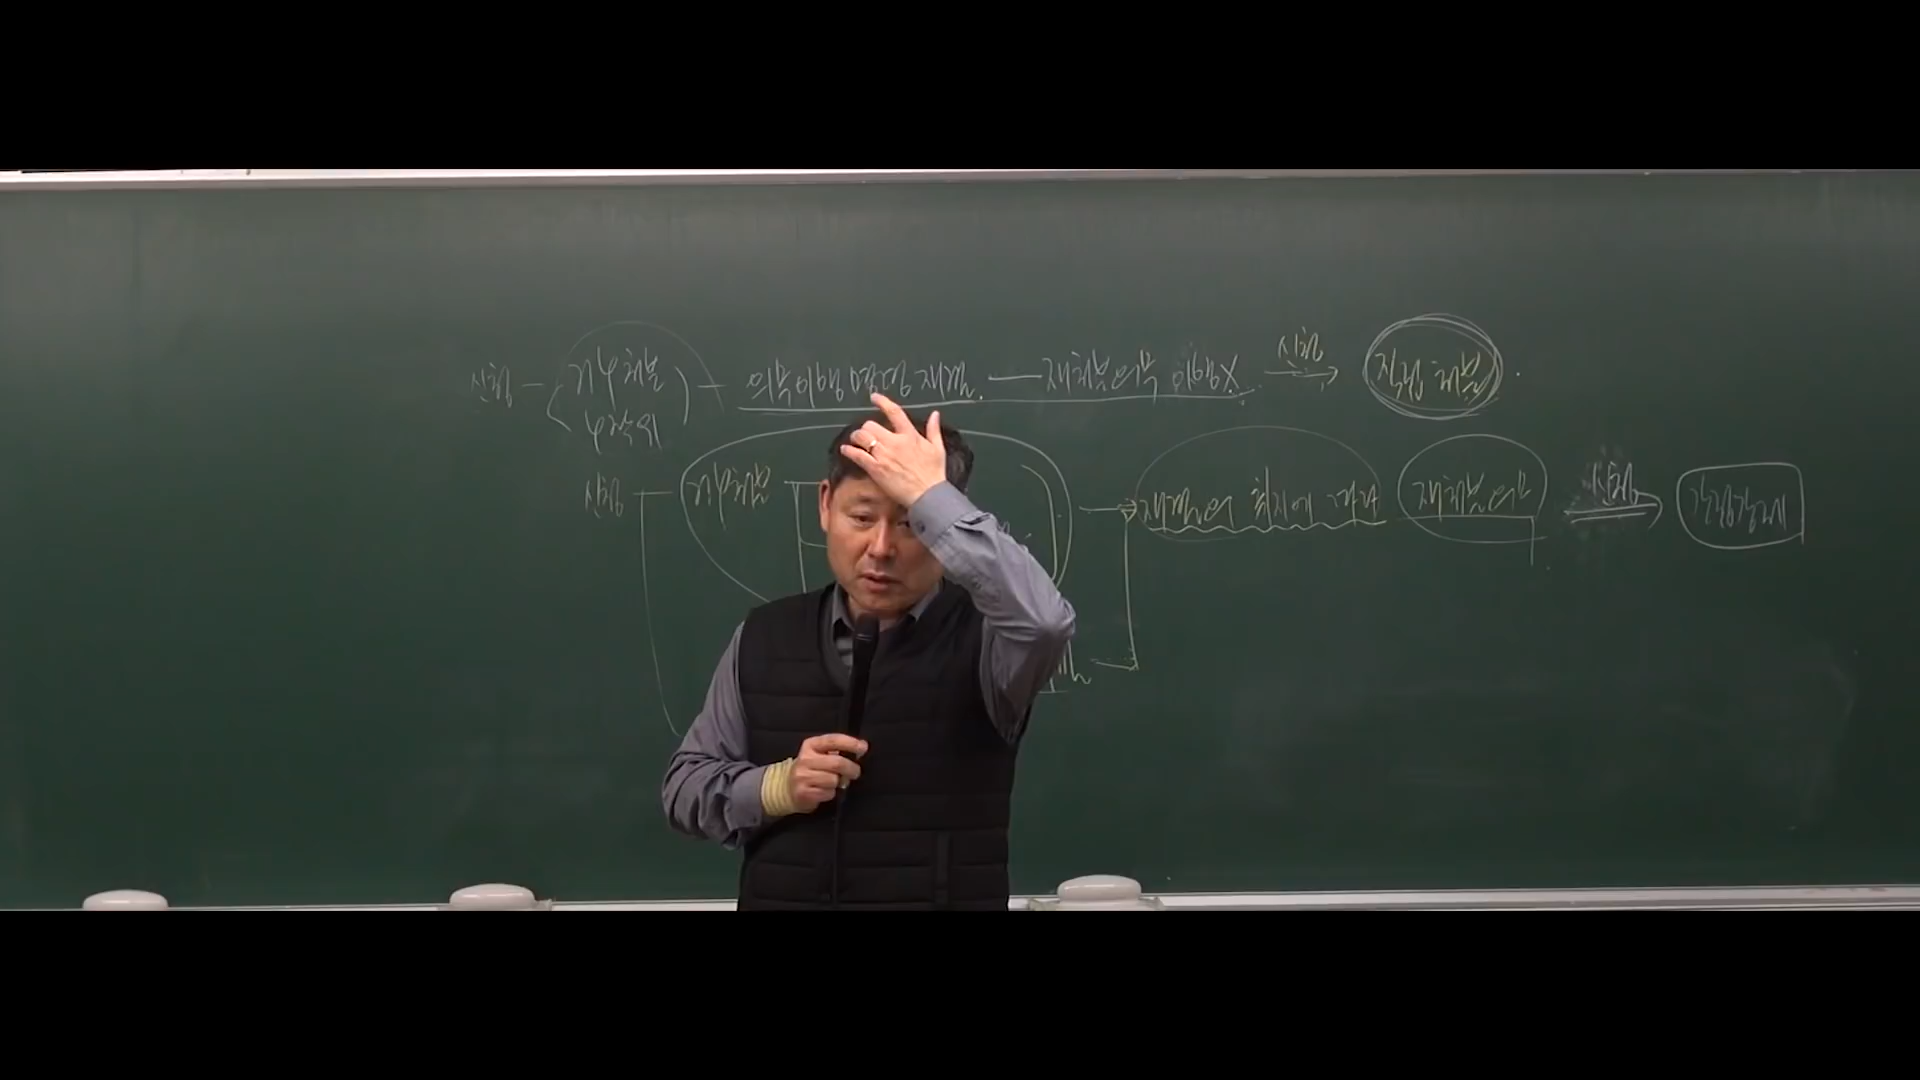 신청 - 거부처분 - 의무이행 명령 재결 - 재처분의무 이행X 신청 → 직접 처분
부작위
신청 거부처분 → 재결의 취지에 따라 재처분의무 신청 → 간접강제